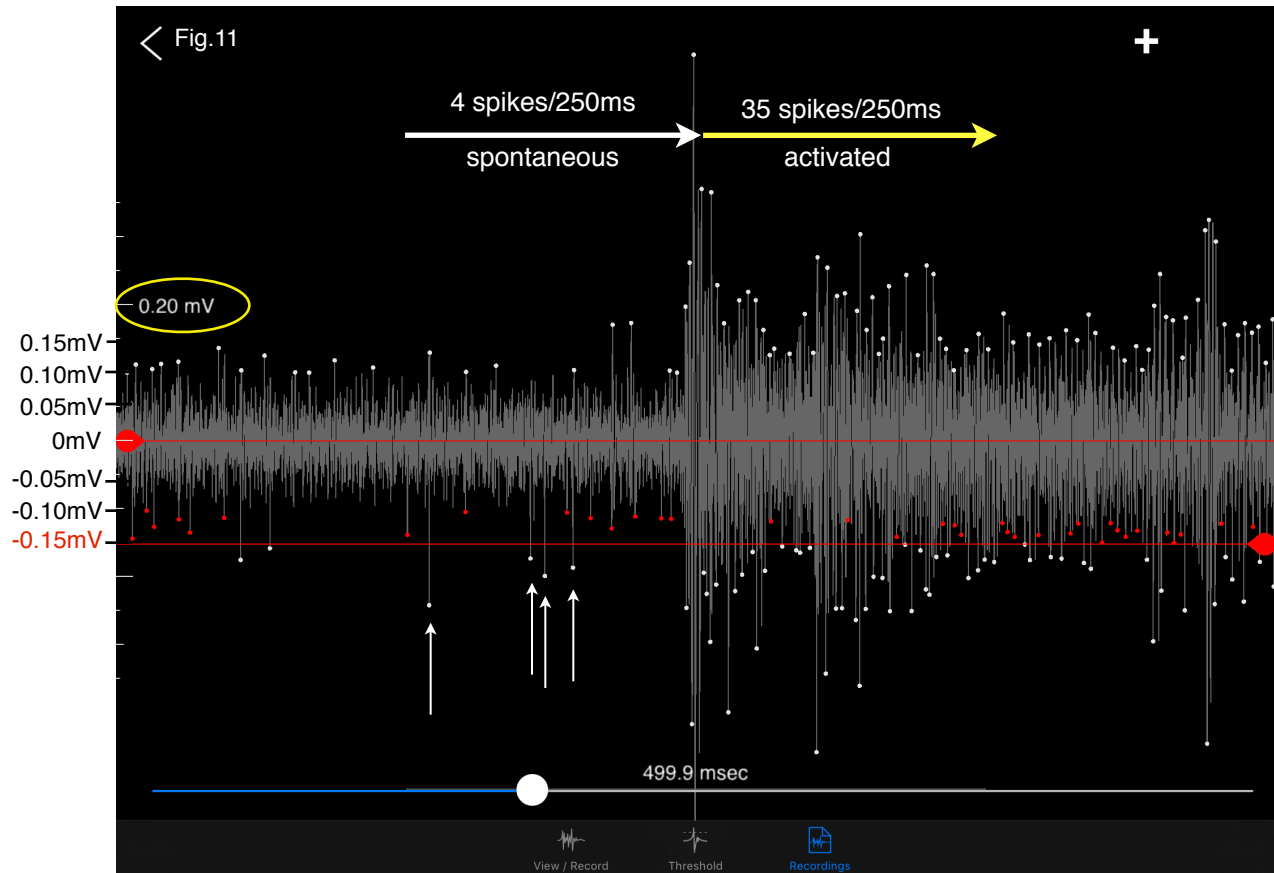 Fig.11
+
4 spikes/250ms
spontaneous
35 spikes/250ms
activated
0.20 mV
0.15mV
0.10mV
0.05mV
0mV
-0.05mV
-0.10mV
-0.15mV
499.9 msec
View / Record
Threshold
Recordings